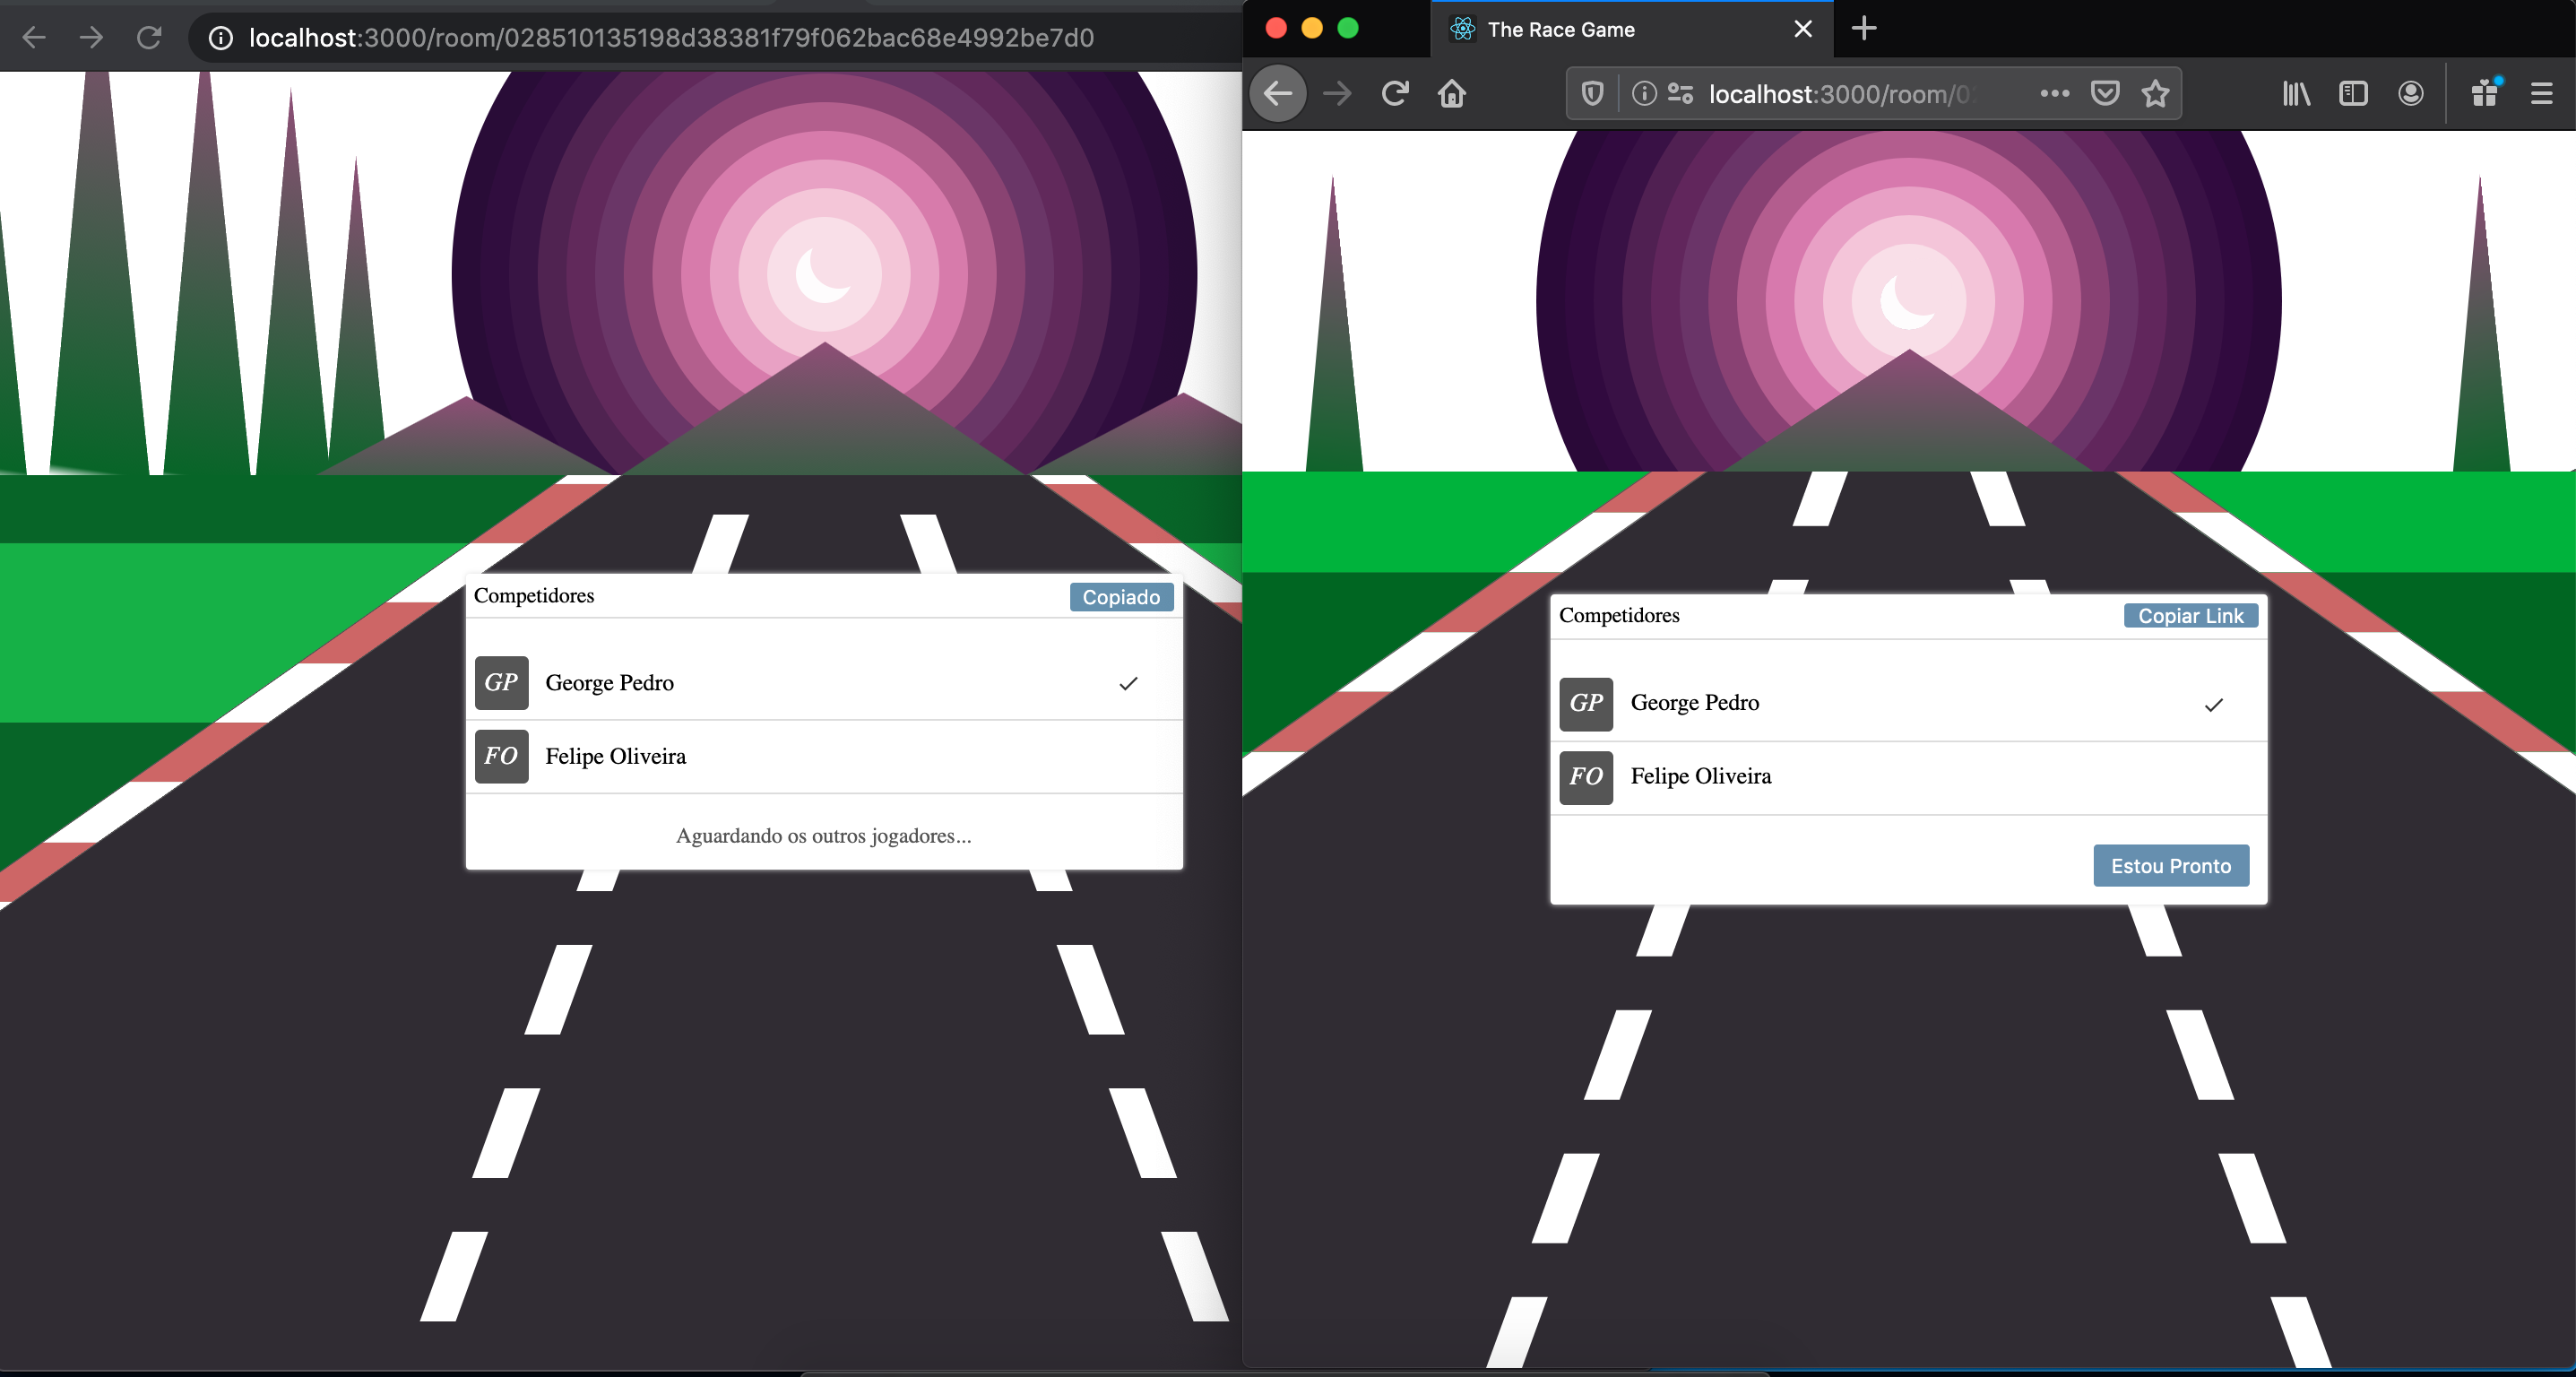 localhost:3000/room/028510135198d38381f79f062bac68e4992be7d0
Competidores
Copiado
GP
George Pedro
FO
Felipe Oliveira
Aguardando os outros jogadores...
The Race Game
localhost:3000/room/0
Competidores
Copiar Link
GP
George Pedro
FO
Felipe Oliveira
Estou Pronto